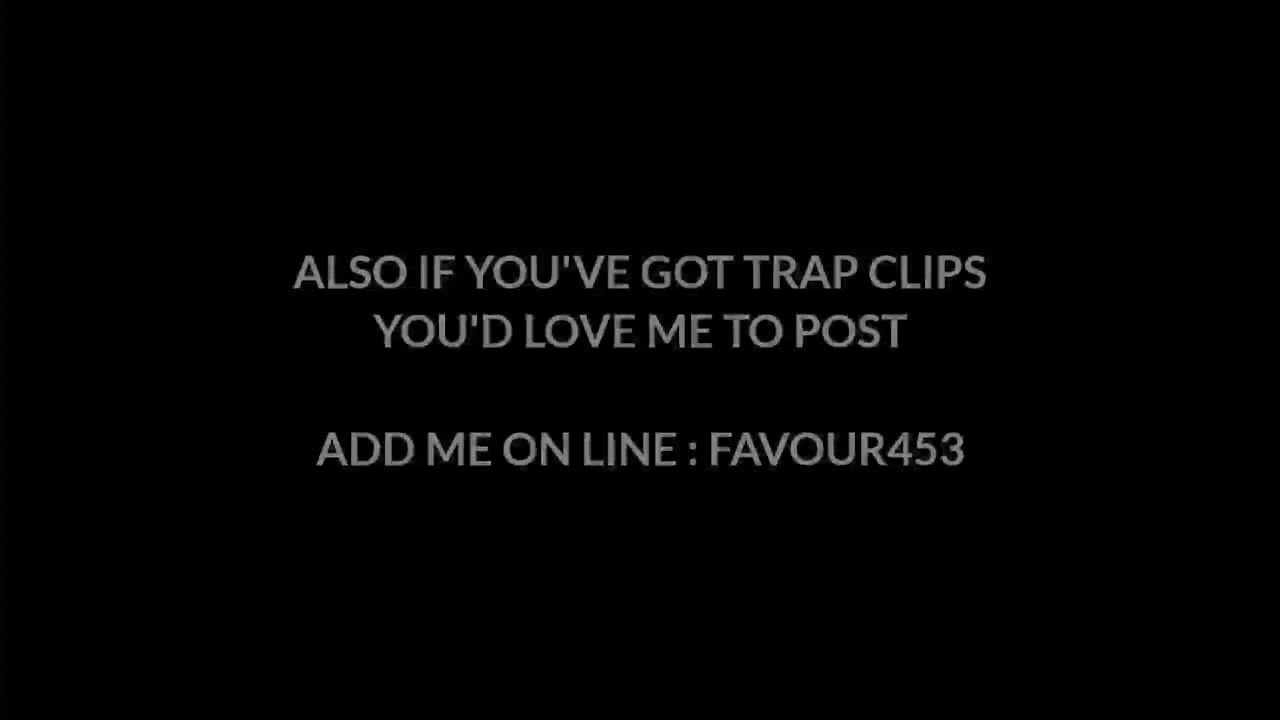 ALSO IF YOU'VE GOT TRAP CLIPS
YOU'D LOVE ME TO POST
ADD ME ON LINE : FAVOUR453